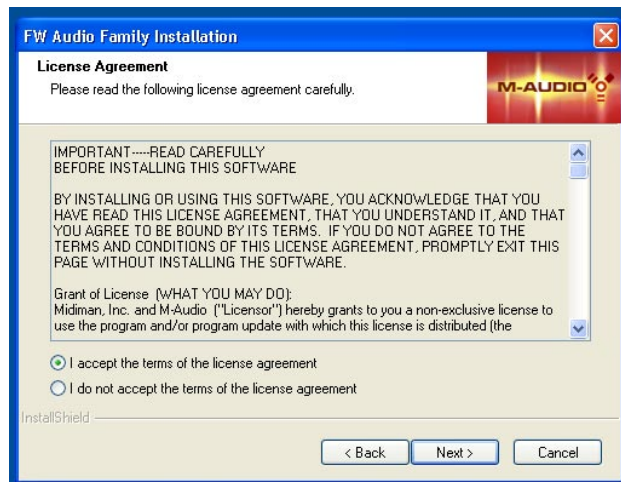 FW Audio Family Installation
License Agreement
Please read the following license agreement carefully.
M-AUDIO
IMPORTANT-----READ CAREFULLY
BEFORE INSTALLING THIS SOFTWARE
BY INSTALLING OR USING THIS SOFTWARE, YOU ACKNOWLEDGE THAT YOU
HAVE READ THIS LICENSE AGREEMENT, THAT YOU UNDERSTAND IT, AND THAT
YOU AGREE TO BE BOUND BY ITS TERMS.  IF YOU DO NOT AGREE TO THE
TERMS AND CONDITIONS OF THIS LICENSE AGREEMENT, PROMPTLY EXIT THIS
PAGE WITHOUT INSTALLING THE SOFTWARE.
Grant of License  (WHAT YOU MAY DO):
Midiman, Inc. and M-Audio  ("Licensor") hereby grants to you a non-exclusive license to
use the program and/or program update with which this license is distributed (the
I accept the terms of the license agreement
I do not accept the terms of the license agreement
InstallShield
< Back
Next >
Cancel